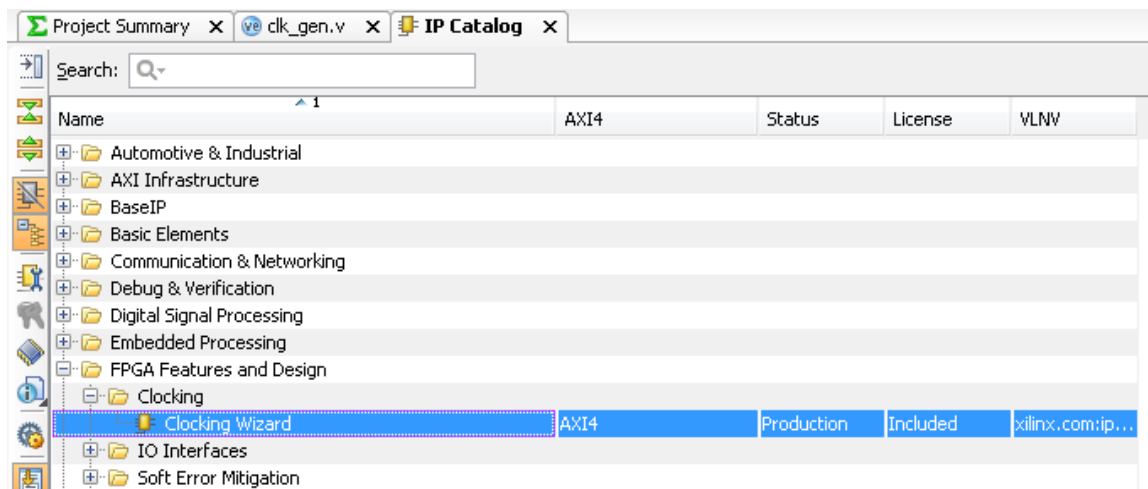 Project Summary clk_gen.v IP Catalog
Search:
1
Name AXI4 Status License VLNV
Automotive & Industrial
AXI Infrastructure
BaseIP
Basic Elements
Communication & Networking
Debug & Verification
Digital Signal Processing
Embedded Processing
FPGA Features and Design
Clocking
Clocking Wizard AXI4 Production Included xilinx.com:ip...
IO Interfaces
Soft Error Mitigation